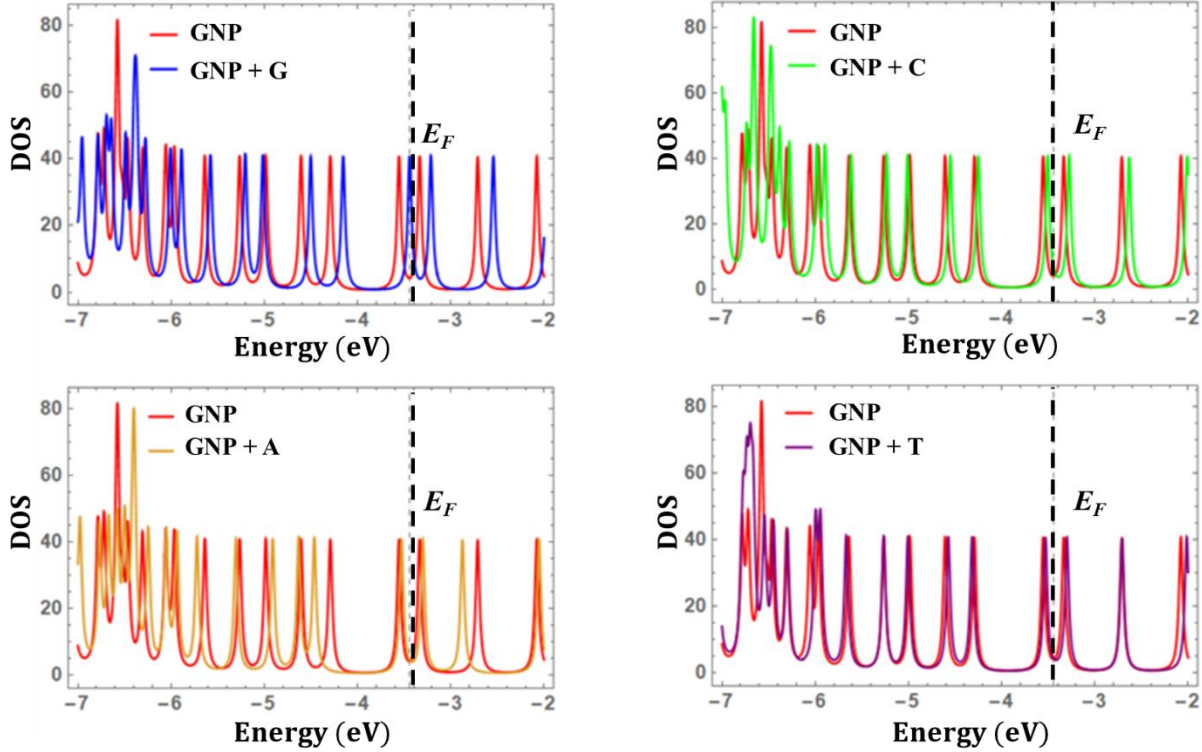 DOS
80
60
40
20
0
GNP
GNP + G
E_F
−7 −6 −5 −4 −3 −2
Energy (eV)
DOS
80
60
40
20
0
GNP
GNP + C
E_F
−7 −6 −5 −4 −3 −2
Energy (eV)
DOS
80
60
40
20
0
GNP
GNP + A
E_F
−7 −6 −5 −4 −3 −2
Energy (eV)
DOS
80
60
40
20
0
GNP
GNP + T
E_F
−7 −6 −5 −4 −3 −2
Energy (eV)